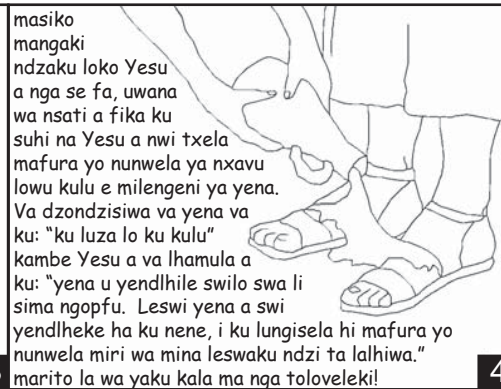 masiko
mangaki
ndzaku loko Yesu
a nga se fa, uwana
wa nsati a fika ku
suhi na Yesu a nwi txela
mafura yo nunwela ya nxavu
lowu kulu e milengeni ya yena.
Va dzondzisiwa va yena va
ku: “ku luza lo ku kulu”
kambe Yesu a va lhamula a
ku: “yena u yendlhile swilo swa li
sima ngopfu. Leswi yena a swi
yendlheke ha ku nene, i ku lungisela hi mafura yo
nunwela miri wa mina leswaku ndzi ta lalhiwa.”
marito la wa yaku kala ma nga toloveleki!
4